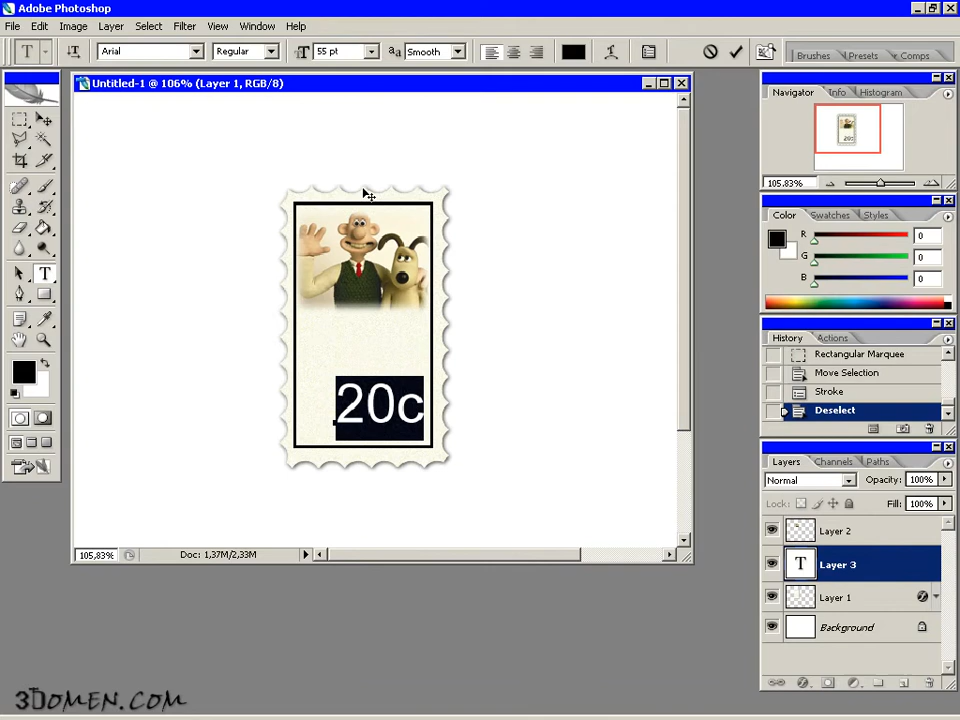 Adobe Photoshop
File Edit Image Layer Select Filter View Window Help
T Arial Regular T 55 pt aa Smooth Brushes Presets Comps
Untitled-1 @ 106% (Layer 1, RGB/8)
Navigator Info Histogram
105.83%
Color Swatches Styles
R 0
G 0
B 0
20c
History Actions
Rectangular Marquee
Move Selection
Stroke
Deselect
Layers Channels Paths
Normal Opacity: 100%
Lock: Fill: 100%
Layer 2
T Layer 3
Layer 1
Background
105,83% Doc: 1,37M/2,33M
3Domen.com